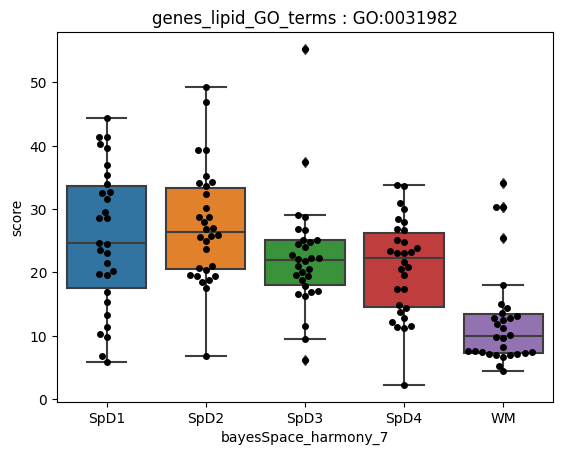 genes_lipid_GO_terms : GO:0031982
score
50
40
30
20
10
0
SpD1 SpD2 SpD3 SpD4 WM
bayesSpace_harmony_7